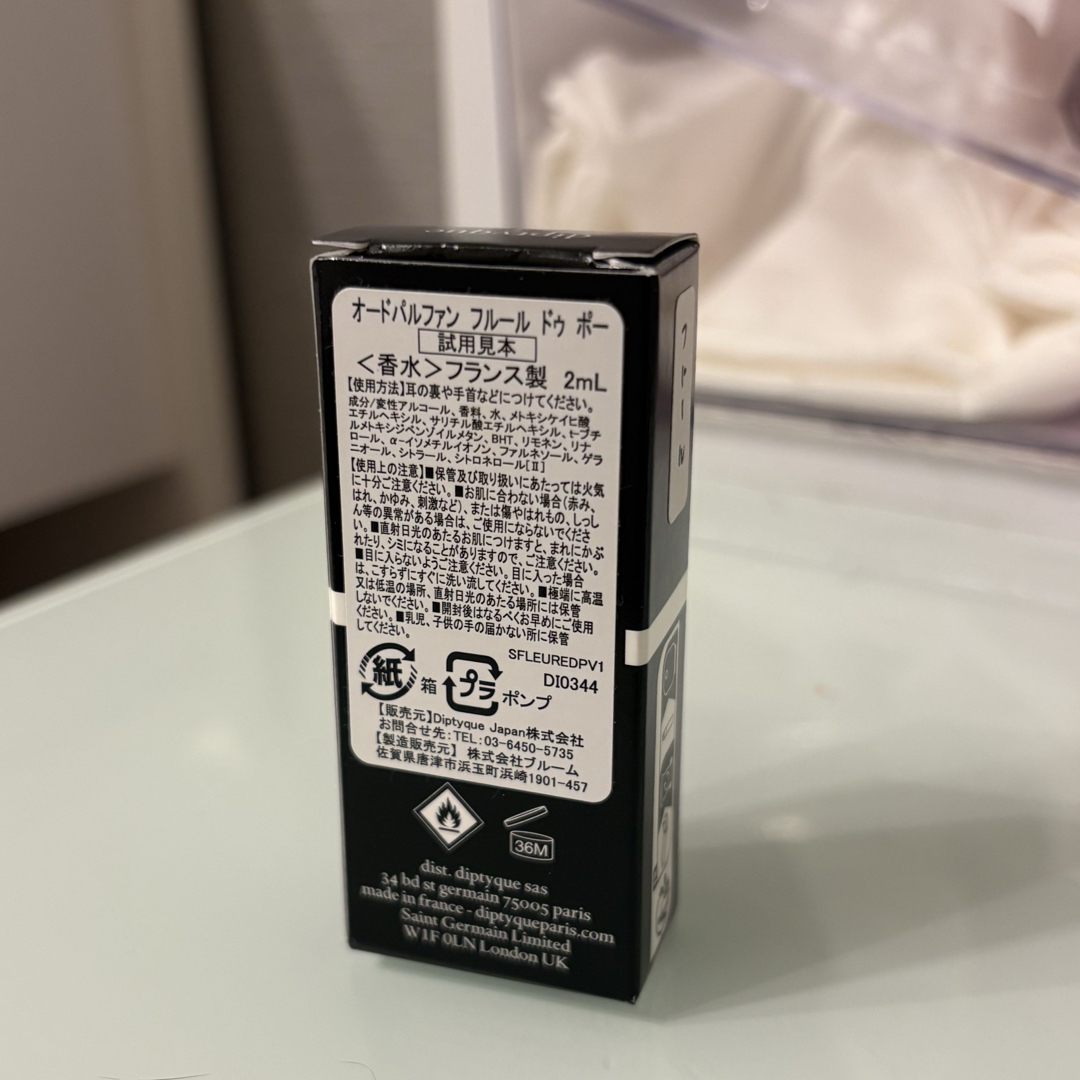 diptyque
オードパルファン フルール ドゥ ポー
試用見本
<香水>フランス製 2mL
【使用方法】耳の裏や手首などにつけてください。
成分/変性アルコール、香料、水、メトキシケイヒ酸
エチルヘキシル、サリチル酸エチルヘキシル、t-ブチ
ルメトキシジベンゾイルメタン、BHT、リモネン、リナ
ロール、α-イソメチルイオノン、ファルネソール、ゲラ
ニオール、シトラール、シトロネロール[Ⅱ]
【使用上の注意】■保管及び取り扱いにあたっては火気
に十分ご注意ください。■お肌に合わない場合(赤み、
はれ、かゆみ、刺激など)、または傷やはれもの、しっし
ん等の異常がある場合は、ご使用にならないでくださ
い。■直射日光のあたるお肌につけますと、まれにかぶ
れたり、シミになることがありますので、ご注意ください。
■目に入らないようご注意ください。目に入った場合
は、こすらずにすぐに洗い流してください。■極端に高温
又は低温の場所、直射日光のあたる場所には保管
しないでください。■開封後はなるべくお早めにご使用
ください。■乳児、子供の手の届かない所に保管
してください。
SFLEUREDPV1
DI0344
紙 箱 プラ ポンプ
【販売元】Diptyque Japan株式会社
お問合せ先:TEL:03-6450-5735
【製造販売元】 株式会社ブルーム
佐賀県唐津市浜玉町浜崎1901-457
36M
dist. diptyque sas
34 bd st germain 75005 paris
made in france - diptyqueparis.com
Saint Germain Limited
W1F 0LN London UK